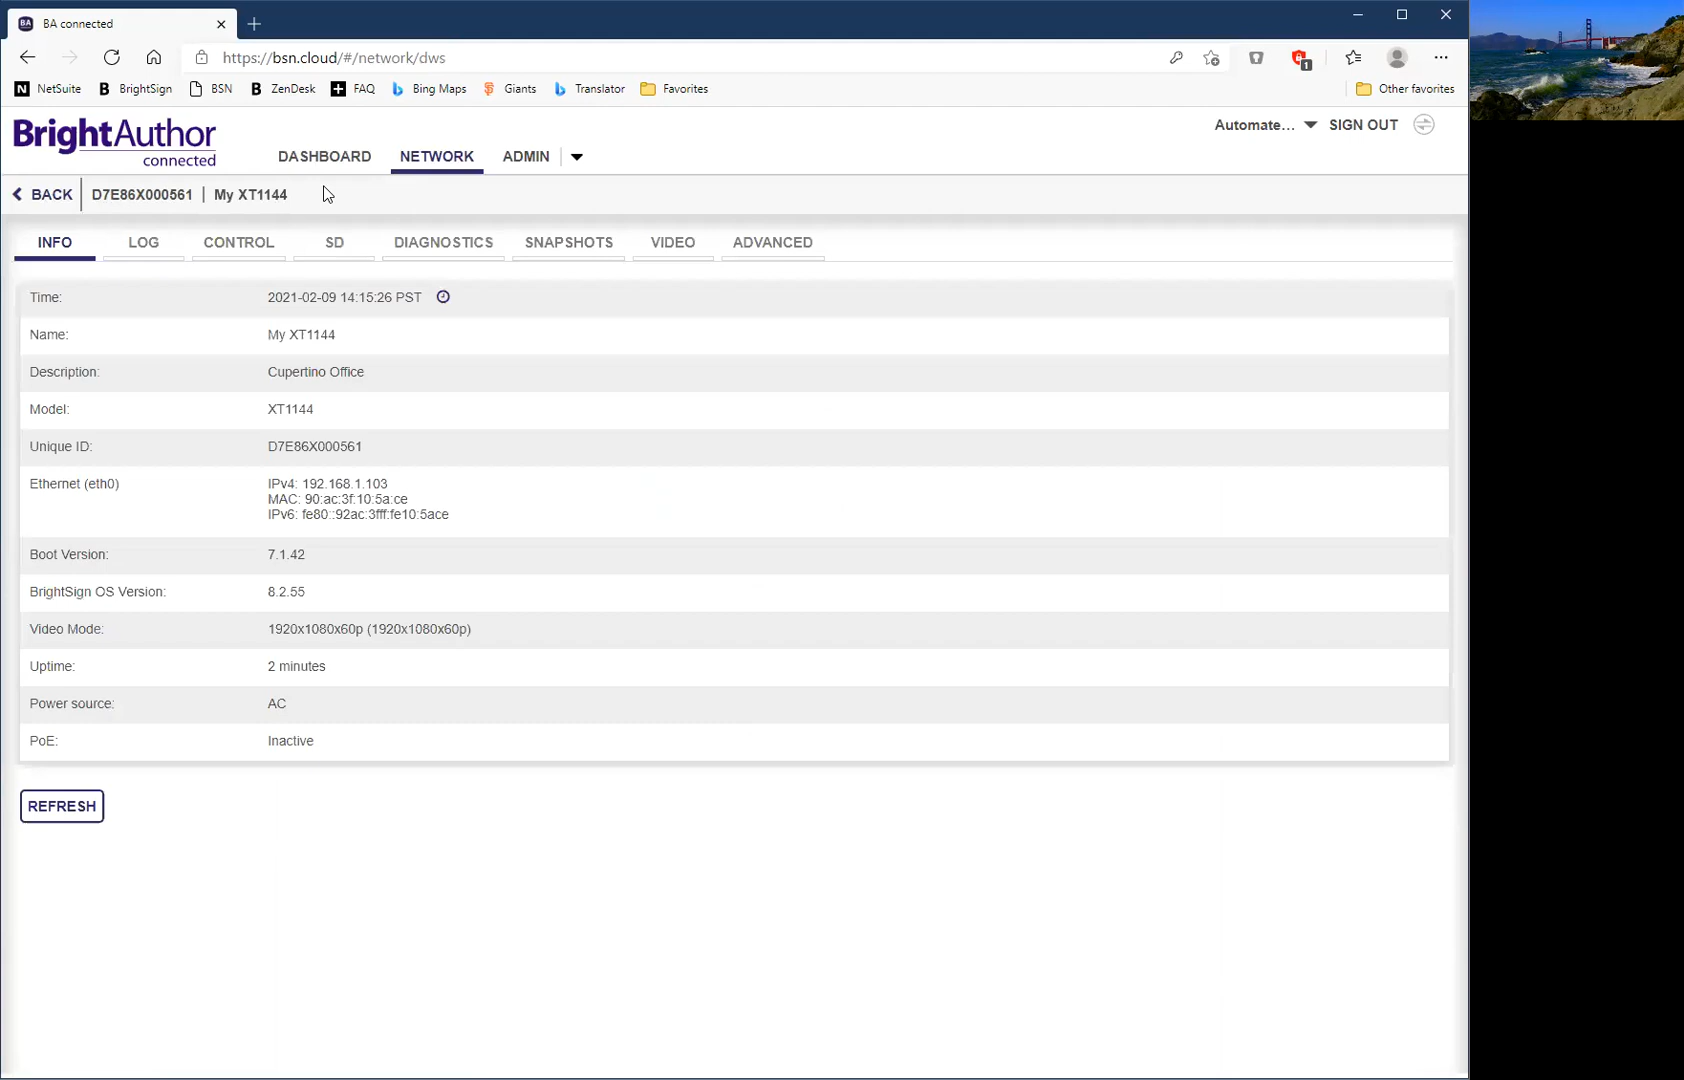 BA connected
https://bsn.cloud/#/network/dws
1
N NetSuite B BrightSign BSN B ZenDesk FAQ Bing Maps Giants Translator Favorites Other favorites
BrightAuthor
connected
DASHBOARD NETWORK ADMIN
Automate... SIGN OUT
BACK D7E86X000561 | My XT1144
INFO LOG CONTROL SD DIAGNOSTICS SNAPSHOTS VIDEO ADVANCED
Time: 2021-02-09 14:15:26 PST
Name: My XT1144
Description: Cupertino Office
Model: XT1144
Unique ID: D7E86X000561
Ethernet (eth0) IPv4: 192.168.1.103
MAC: 90:ac:3f:10:5a:ce
IPv6: fe80::92ac:3fff:fe10:5ace
Boot Version: 7.1.42
BrightSign OS Version: 8.2.55
Video Mode: 1920x1080x60p (1920x1080x60p)
Uptime: 2 minutes
Power source: AC
PoE: Inactive
REFRESH